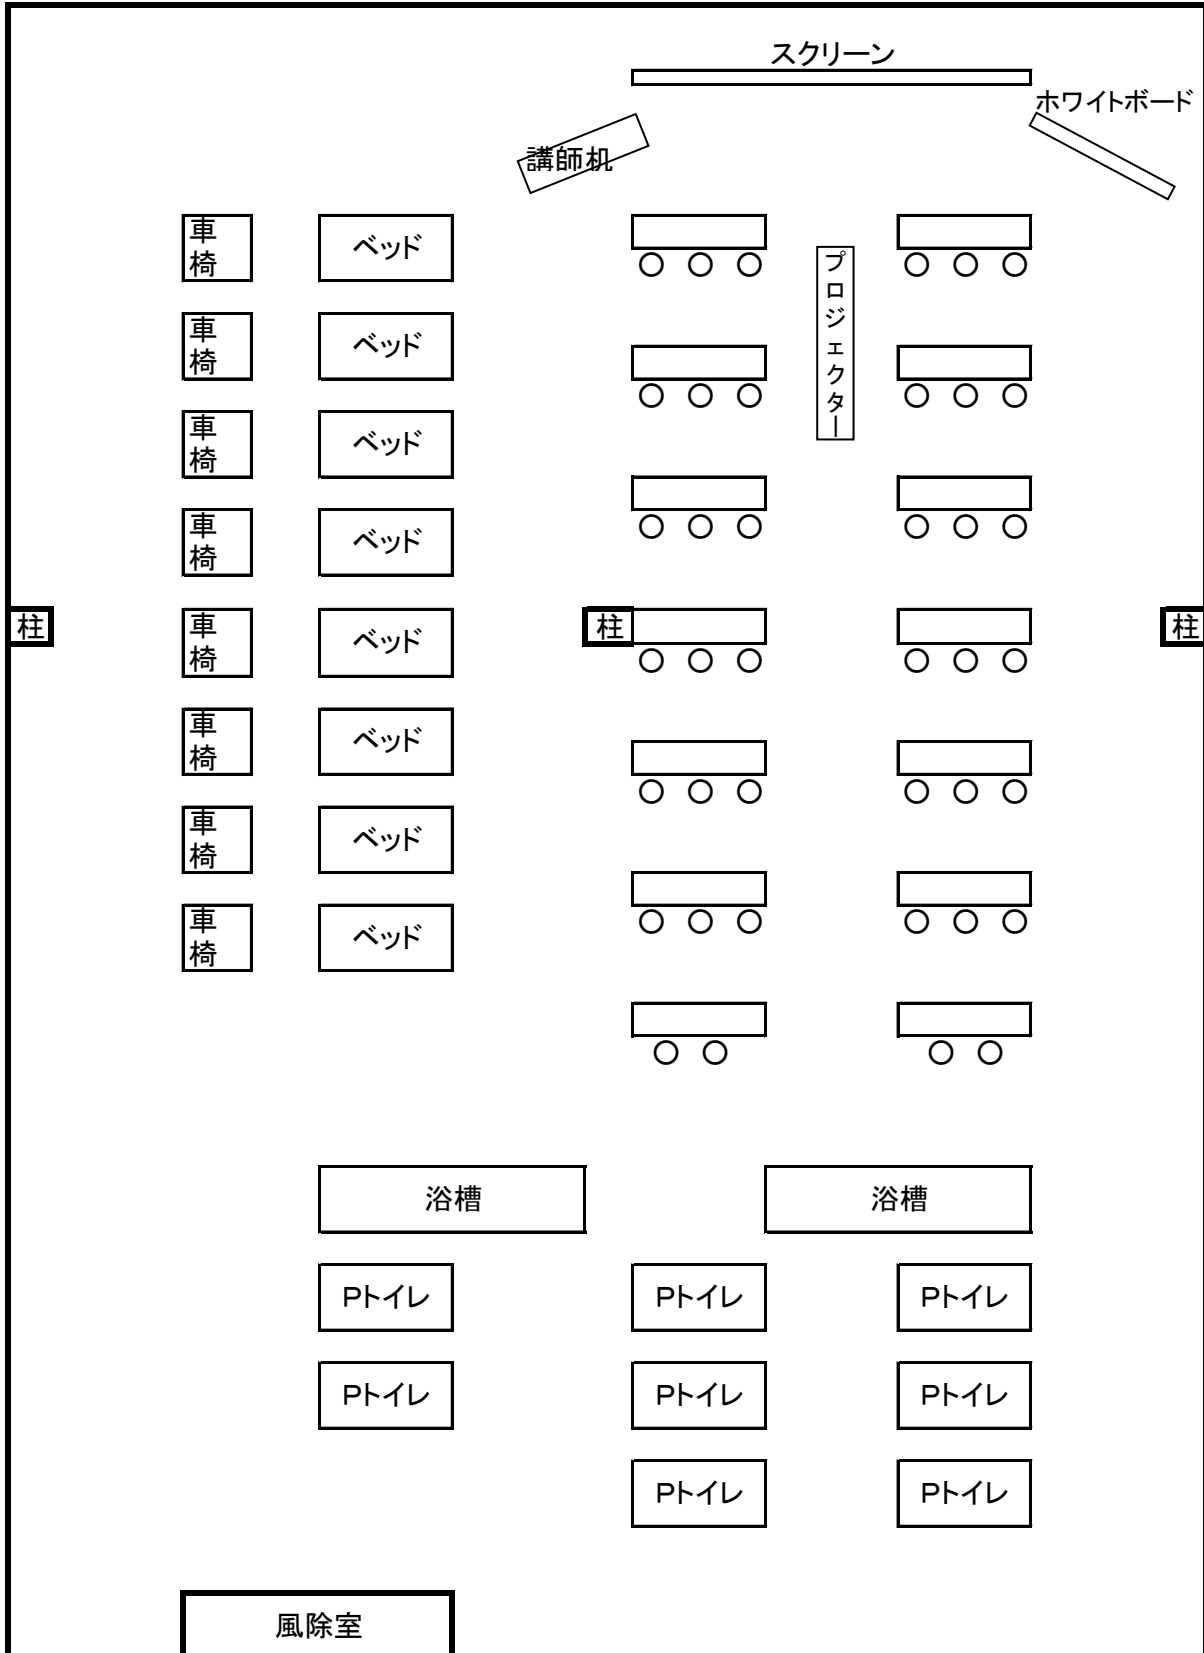 スクリーン
ホワイトボード
講師机
車椅
ベッド
プロジェクター
車椅
ベッド
車椅
ベッド
車椅
ベッド
柱
車椅
ベッド
柱
柱
車椅
ベッド
車椅
ベッド
車椅
ベッド
浴槽
浴槽
Pトイレ
Pトイレ
Pトイレ
Pトイレ
Pトイレ
Pトイレ
Pトイレ
Pトイレ
風除室